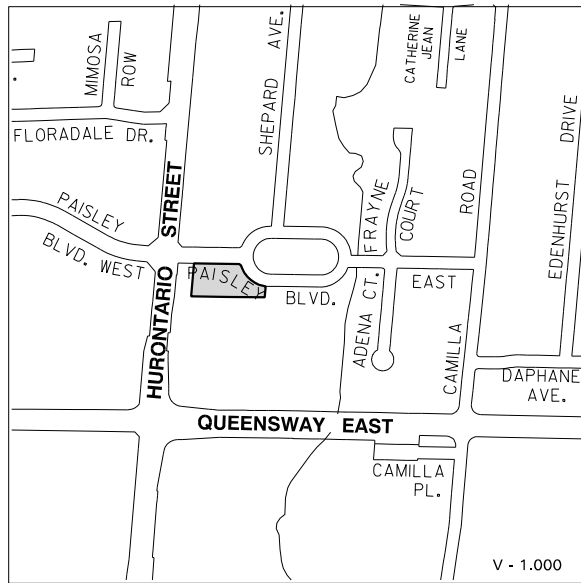 MIMOSA
ROW
FLORADALE DR.
STREET
HURONTARIO
SHEPARD AVE.
CATHERINE
JEAN
LANE
PAISLEY
BLVD. WEST
PAISLEY
BLVD.
EAST
FRAYNE
COURT
ADENA CT.
ROAD
CAMILLA
EDENHURST DRIVE
DAPHANE
AVE.
QUEENSWAY EAST
CAMILLA
PL.
V - 1.000